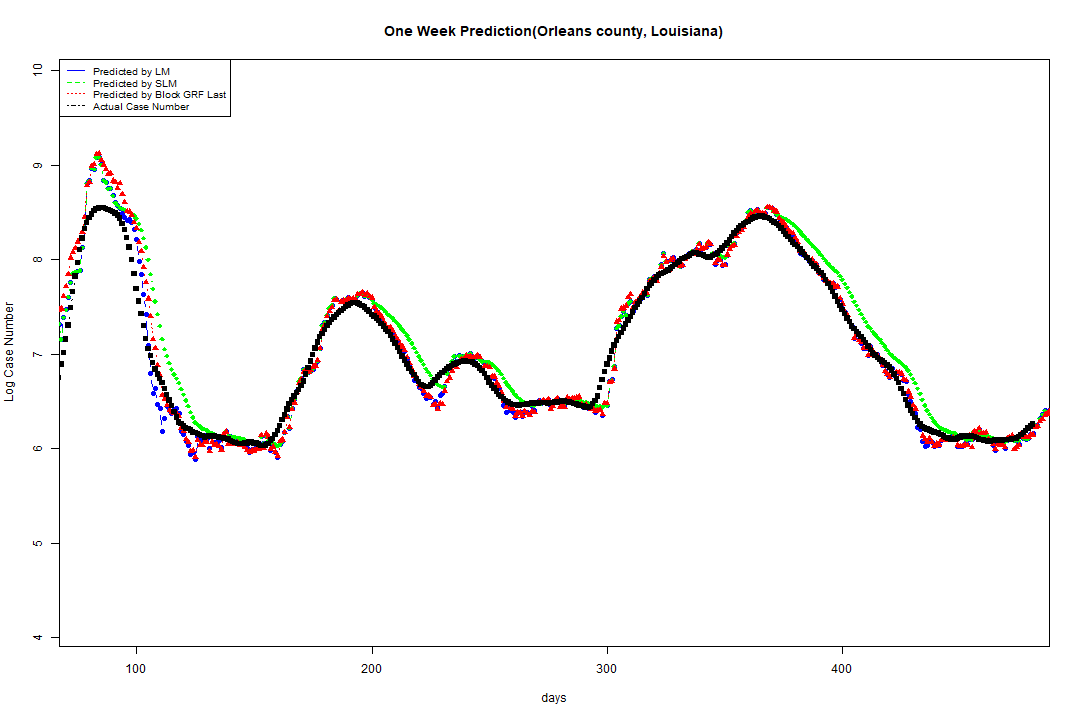 One Week Prediction(Orleans county, Louisiana)
Predicted by LM
Predicted by SLM
Predicted by Block GRF Last
Actual Case Number
10
9
8
7
6
5
4
Log Case Number
100 200 300 400
days